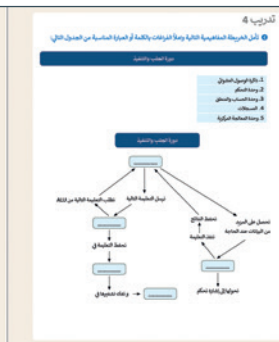 تدريب 4
تأمل الخريطة المفاهيمية التالية واملأ الفراغات بالكلمة أو العبارة المناسبة من الجدول التالي:
دورة الجلب والتنفيذ
1. ذاكرة الوصول العشوائي
2. وحدة التحكم
3. وحدة الحساب والمنطق
4. المسجلات
5. وحدة المعالجة المركزية
دورة الجلب والتنفيذ
تطلب التعليمة التالية من
ترسل التعليمة التالية
تحفظ النتائج
تحصل على المزيد
من البيانات عند الحاجة
تنفذ التعليمة
تحفظ التعليمة في
وتفك تشفيرها في
تحولها إلى إشارة تحكم